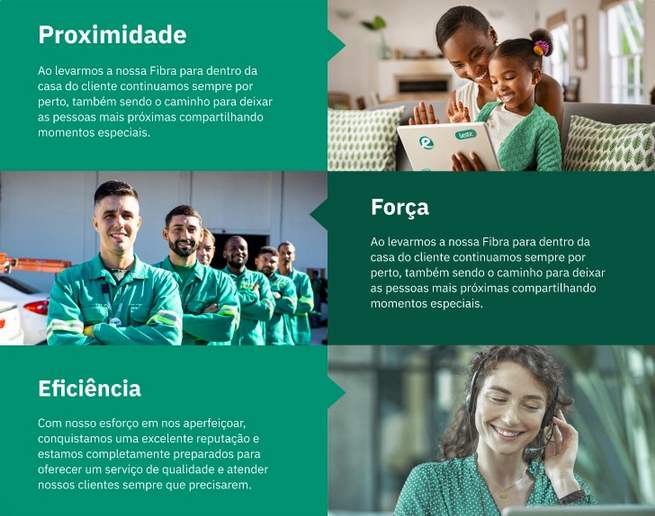 Proximidade
Ao levarmos a nossa Fibra para dentro da
casa do cliente continuamos sempre por
perto, também sendo o caminho para deixar
as pessoas mais próximas compartilhando
momentos especiais.
Força
Ao levarmos a nossa Fibra para dentro da
casa do cliente continuamos sempre por
perto, também sendo o caminho para deixar
as pessoas mais próximas compartilhando
momentos especiais.
Eficiência
Com nosso esforço em nos aperfeiçoar,
conquistamos uma excelente reputação e
estamos completamente preparados para
oferecer um serviço de qualidade e atender
nossos clientes sempre que precisarem.